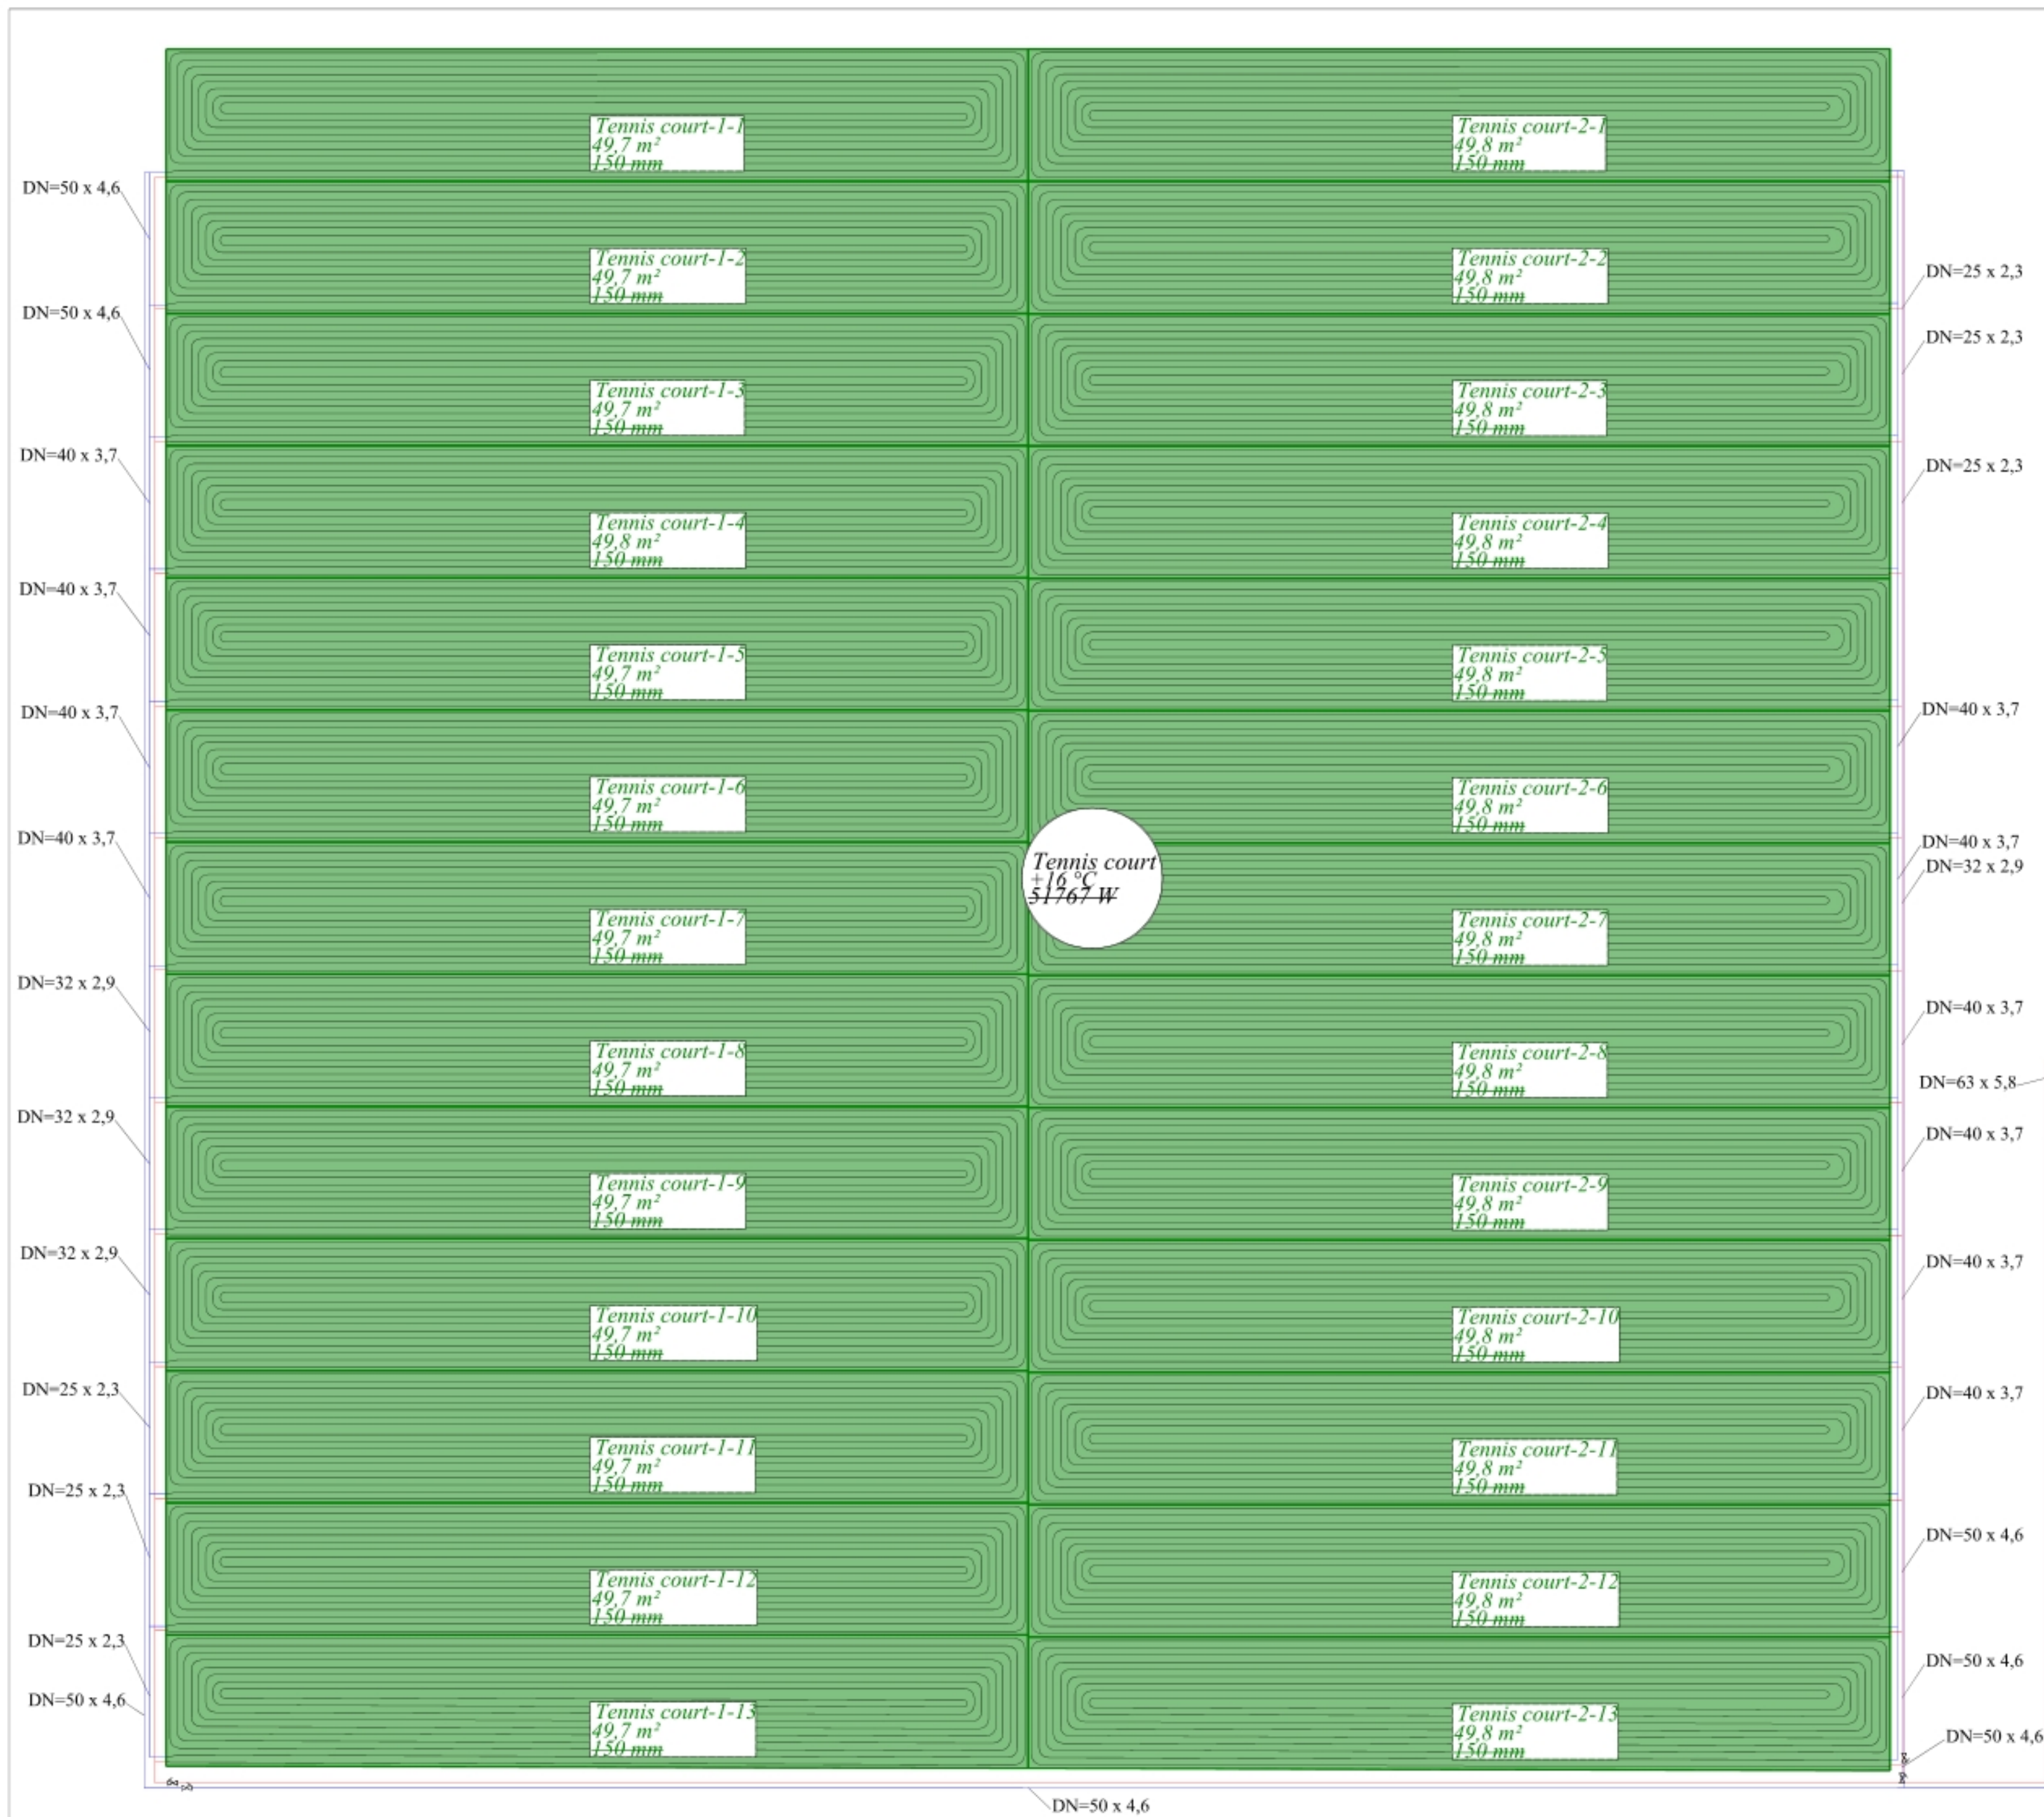 Tennis court-1-1
49,7 m²
150 mm
Tennis court-2-1
49,8 m²
150 mm
DN=50 x 4,6
Tennis court-1-2
49,7 m²
150 mm
Tennis court-2-2
49,8 m²
150 mm
DN=25 x 2,3
DN=50 x 4,6
DN=25 x 2,3
Tennis court-1-3
49,7 m²
150 mm
Tennis court-2-3
49,8 m²
150 mm
DN=40 x 3,7
DN=25 x 2,3
Tennis court-1-4
49,8 m²
150 mm
Tennis court-2-4
49,8 m²
150 mm
DN=40 x 3,7
Tennis court-1-5
49,7 m²
150 mm
Tennis court-2-5
49,8 m²
150 mm
DN=40 x 3,7
DN=40 x 3,7
Tennis court-1-6
49,7 m²
150 mm
Tennis court-2-6
49,8 m²
150 mm
DN=40 x 3,7
DN=40 x 3,7
DN=32 x 2,9
Tennis court
+16 °C
51767 W
Tennis court-1-7
49,7 m²
150 mm
Tennis court-2-7
49,8 m²
150 mm
DN=32 x 2,9
DN=40 x 3,7
Tennis court-1-8
49,7 m²
150 mm
Tennis court-2-8
49,8 m²
150 mm
DN=63 x 5,8
DN=32 x 2,9
DN=40 x 3,7
Tennis court-1-9
49,7 m²
150 mm
Tennis court-2-9
49,8 m²
150 mm
DN=32 x 2,9
DN=40 x 3,7
Tennis court-1-10
49,7 m²
150 mm
Tennis court-2-10
49,8 m²
150 mm
DN=25 x 2,3
DN=40 x 3,7
Tennis court-1-11
49,7 m²
150 mm
Tennis court-2-11
49,8 m²
150 mm
DN=25 x 2,3
DN=50 x 4,6
Tennis court-1-12
49,7 m²
150 mm
Tennis court-2-12
49,8 m²
150 mm
DN=25 x 2,3
DN=50 x 4,6
DN=50 x 4,6
Tennis court-1-13
49,7 m²
150 mm
Tennis court-2-13
49,8 m²
150 mm
DN=50 x 4,6
DN=50 x 4,6